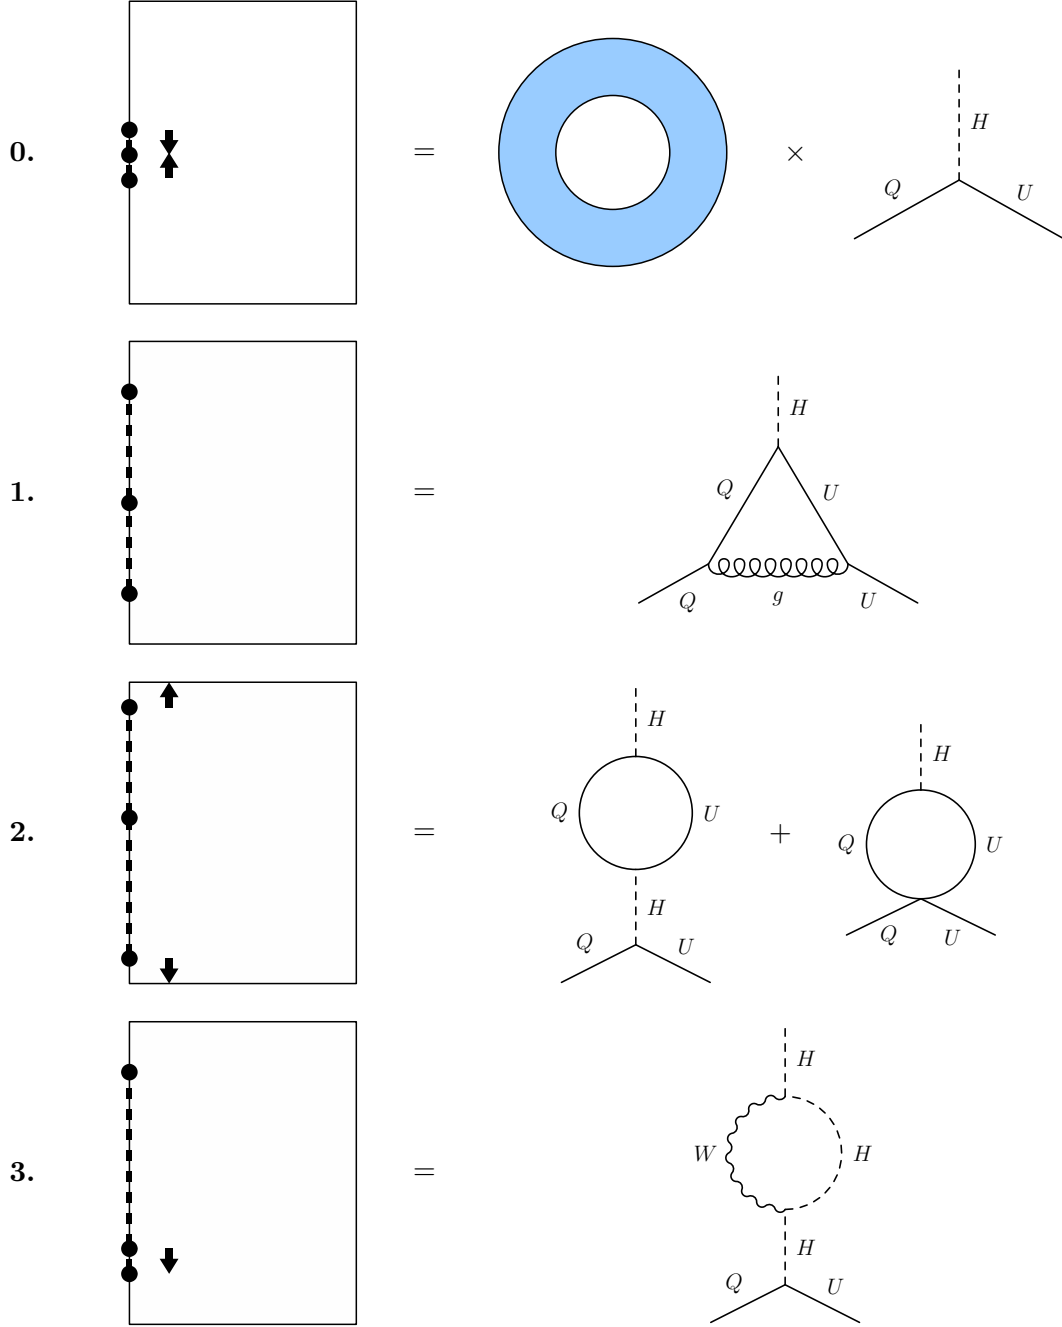 0.
=
×
H
Q
U
1.
=
H
Q
U
Q
g
U
2.
=
H
Q
U
H
Q
U
+
H
Q
U
Q
U
3.
=
H
W
H
H
Q
U